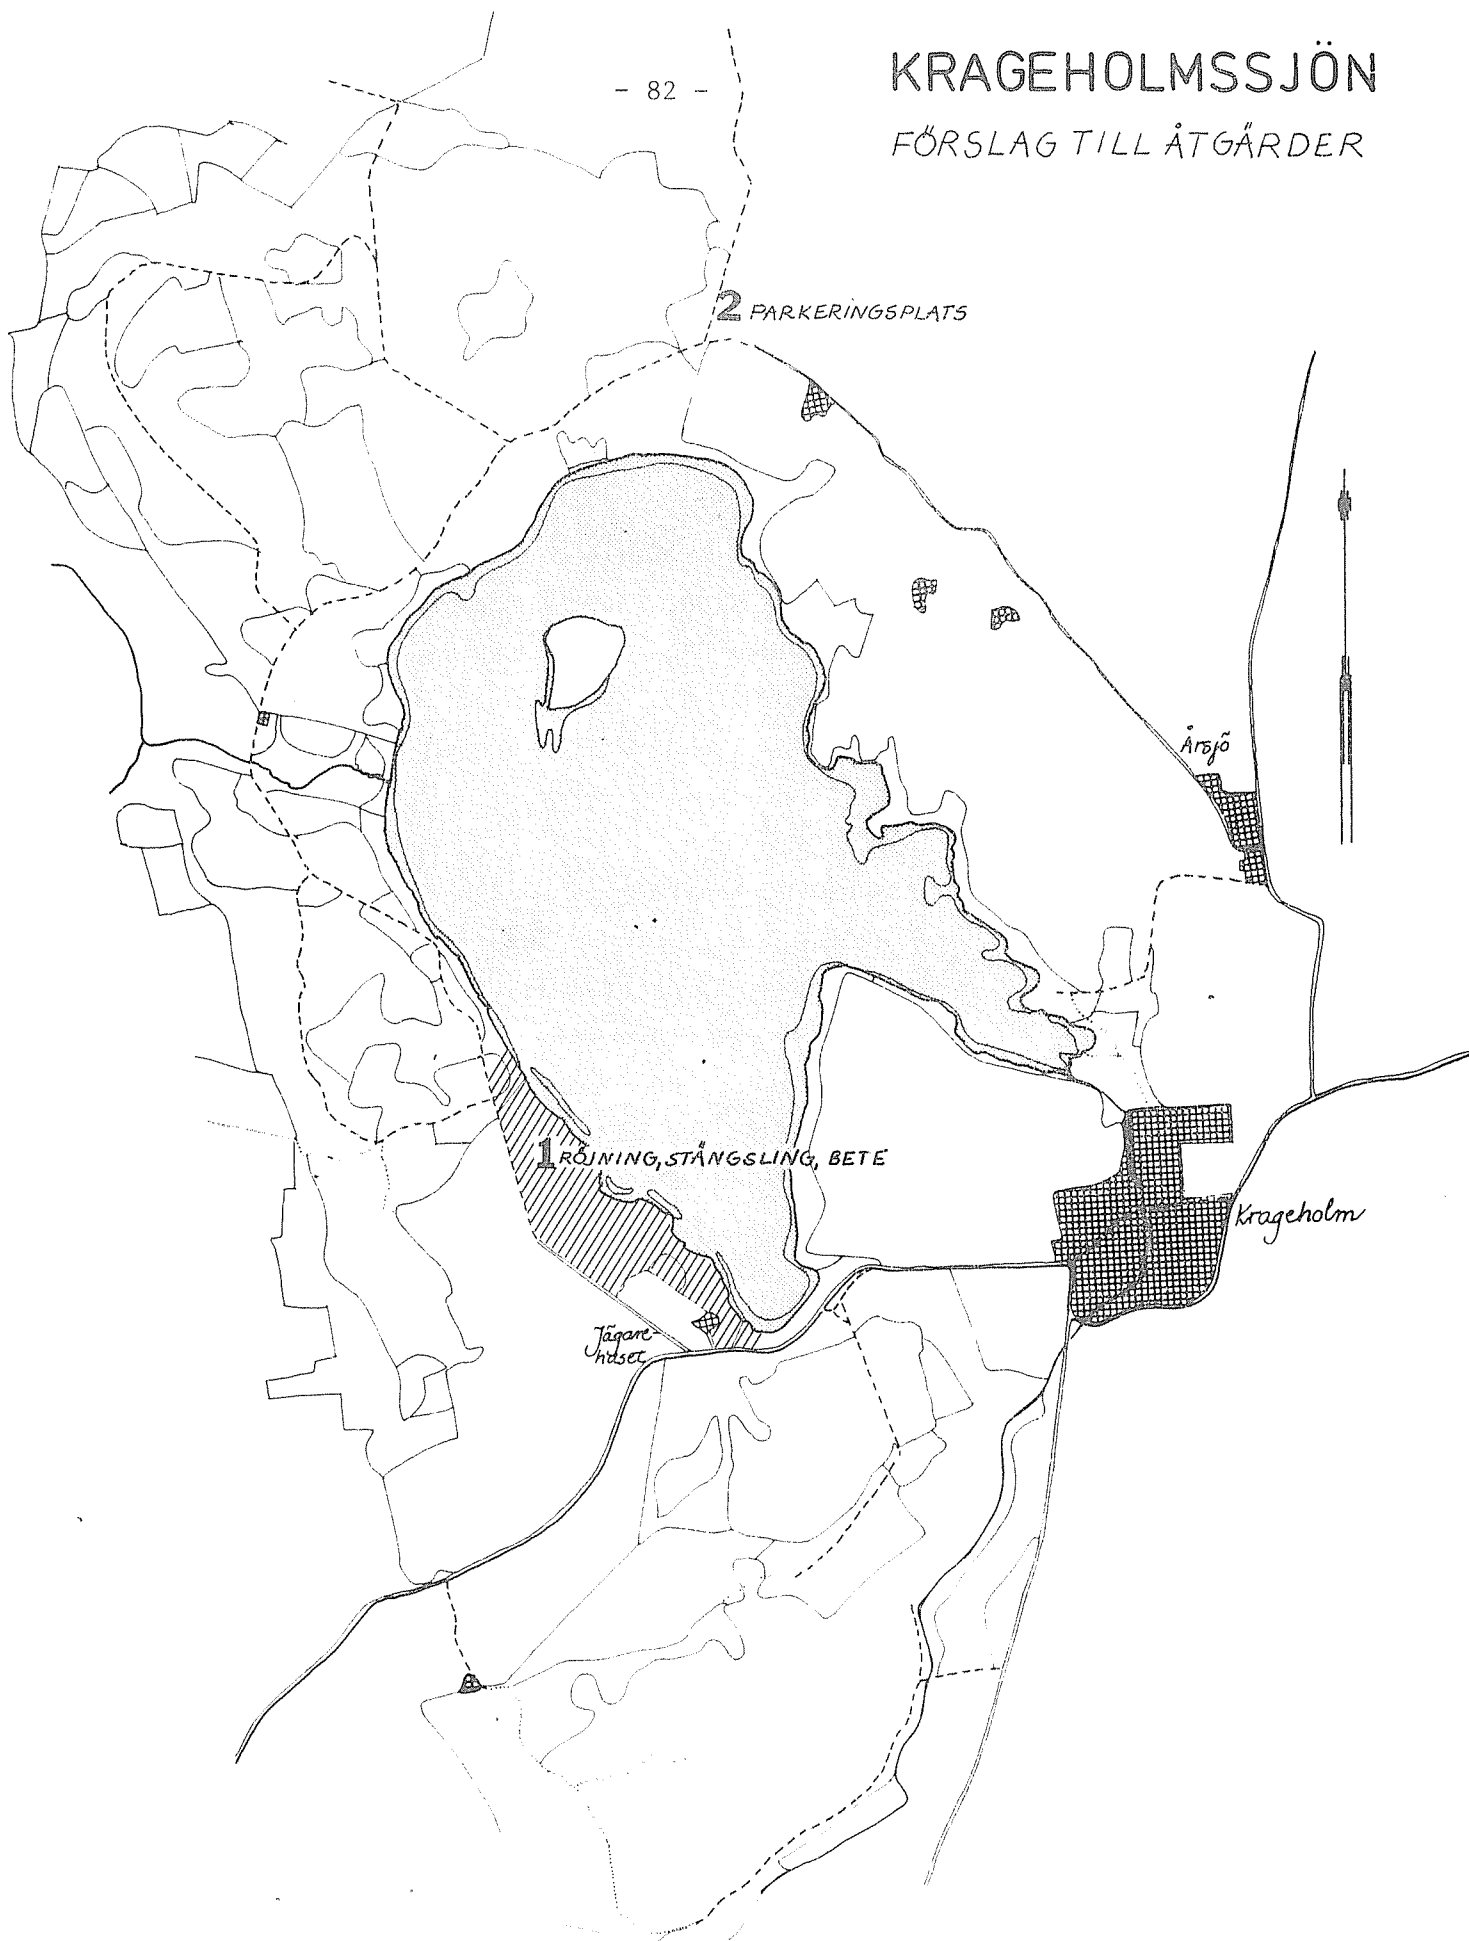 - 82 -
KRAGEHOLMSSJÖN
FÖRSLAG TILL ÅTGÄRDER
2 PARKERINGSPLATS
Årsjö
1 RÖJNING, STÄNGSLING, BETE
Krageholm
Jägare-
huset